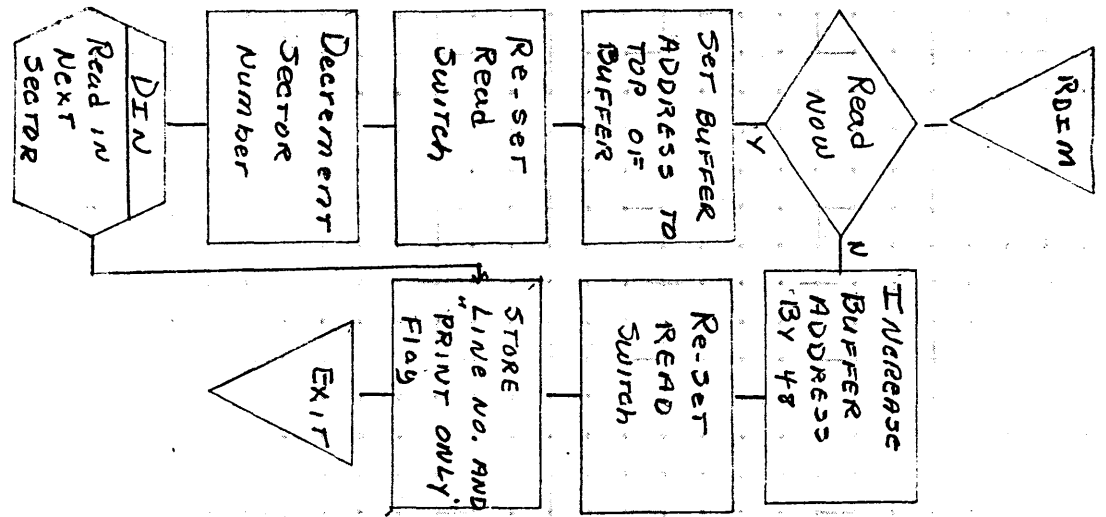 RDIM
Read
NOW
Y
N
SET BUFFER
ADDRESS TO
TOP OF
BUFFER
Re-set
Read
Switch
Decrement
Sector
Number
DIN
Read in
Next
Sector
INCREASE
BUFFER
ADDRESS
BY 48
Re-set
READ
Switch
STORE
LINE NO. AND
"PRINT ONLY"
Flag
EXIT